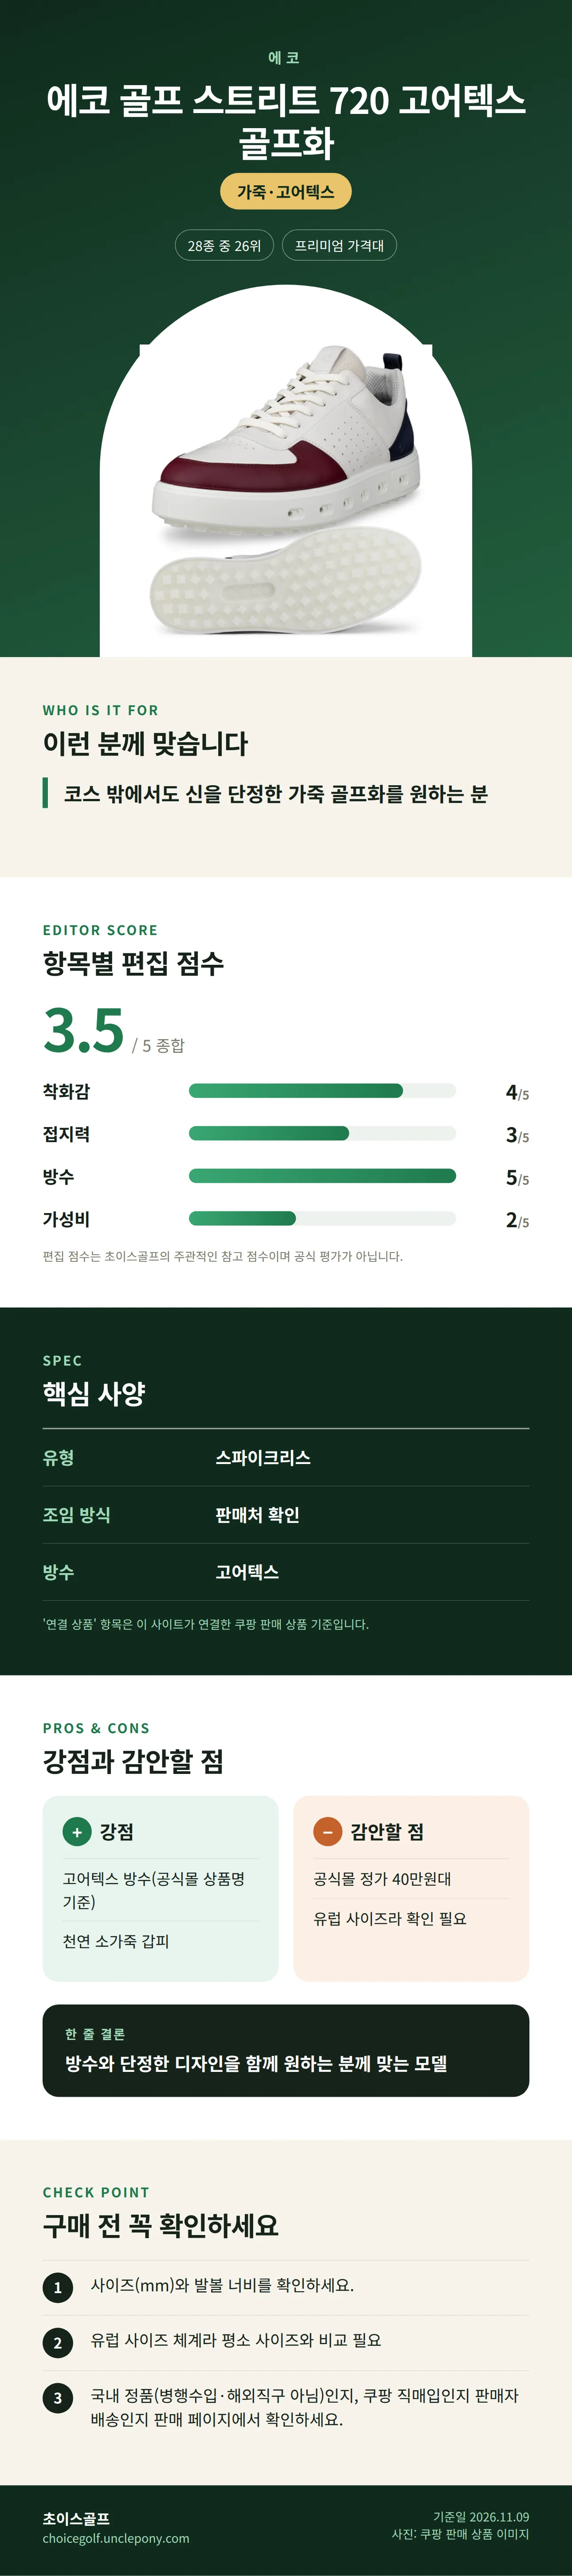 에코
에코 골프 스트리트 720 고어텍스
골프화
가죽·고어텍스
28종 중 26위
프리미엄 가격대
WHO IS IT FOR
이런 분께 맞습니다
코스 밖에서도 신을 단정한 가죽 골프화를 원하는 분
EDITOR SCORE
항목별 편집 점수
3.5 / 5 종합
착화감 4/5
접지력 3/5
방수 5/5
가성비 2/5
편집 점수는 초이스골프의 주관적인 참고 점수이며 공식 평가가 아닙니다.
SPEC
핵심 사양
유형 스파이크리스
조임 방식 판매처 확인
방수 고어텍스
'연결 상품' 항목은 이 사이트가 연결한 쿠팡 판매 상품 기준입니다.
PROS & CONS
강점과 감안할 점
+ 강점
고어텍스 방수(공식몰 상품명
기준)
천연 소가죽 갑피
− 감안할 점
공식몰 정가 40만원대
유럽 사이즈라 확인 필요
한 줄 결론
방수와 단정한 디자인을 함께 원하는 분께 맞는 모델
CHECK POINT
구매 전 꼭 확인하세요
1 사이즈(mm)와 발볼 너비를 확인하세요.
2 유럽 사이즈 체계라 평소 사이즈와 비교 필요
3 국내 정품(병행수입·해외직구 아님)인지, 쿠팡 직매입인지 판매자
배송인지 판매 페이지에서 확인하세요.
초이스골프
choicegolf.unclepony.com
기준일 2026.11.09
사진: 쿠팡 판매 상품 이미지